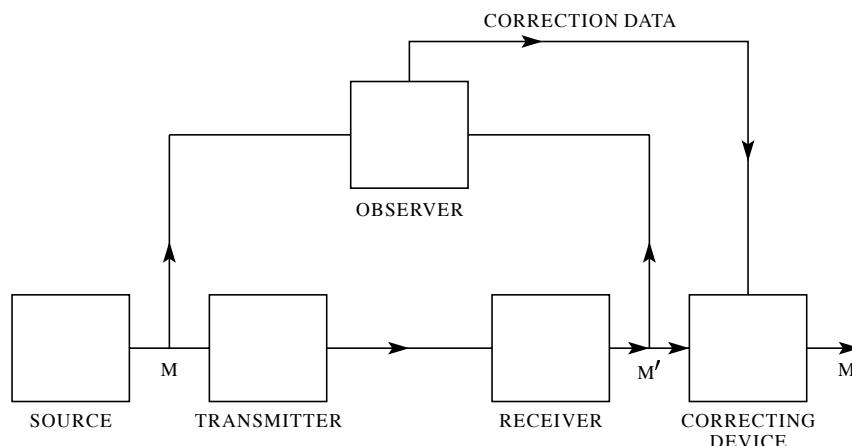 CORRECTION DATA
OBSERVER
M
M′
M
SOURCE
TRANSMITTER
RECEIVER
CORRECTING
DEVICE